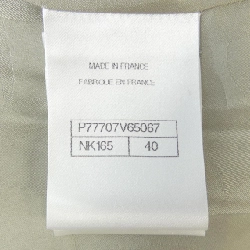 MADE IN FRANCE
FABRIQUE EN FRANCE
P77707V65067
NK165 40